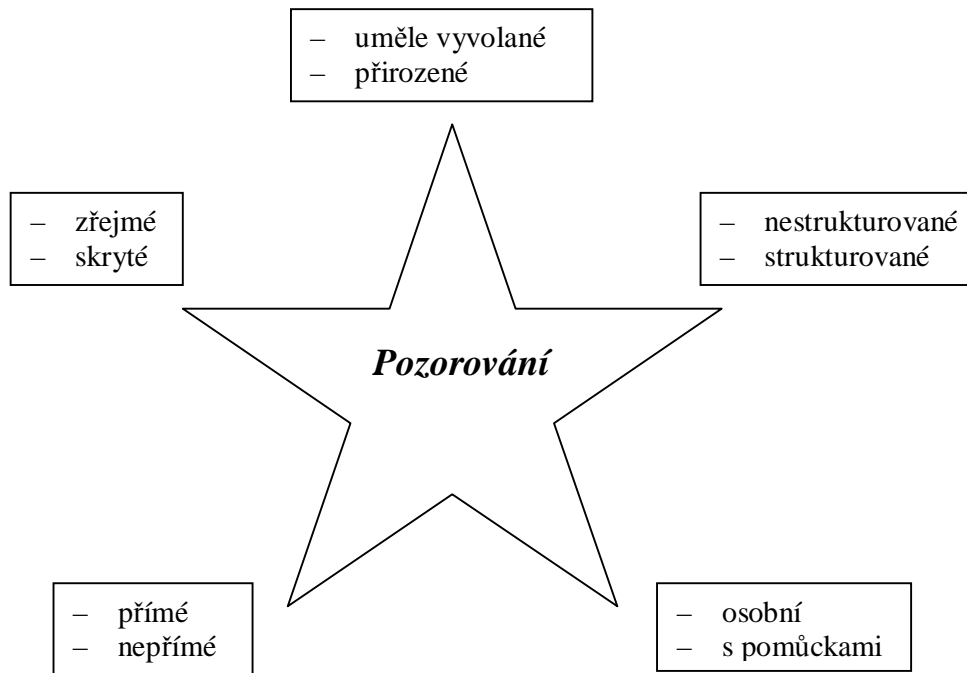 – uměle vyvolané
– přirozené
– zřejmé
– skryté
– nestrukturované
– strukturované
Pozorování
– přímé
– nepřímé
– osobní
– s pomůckami